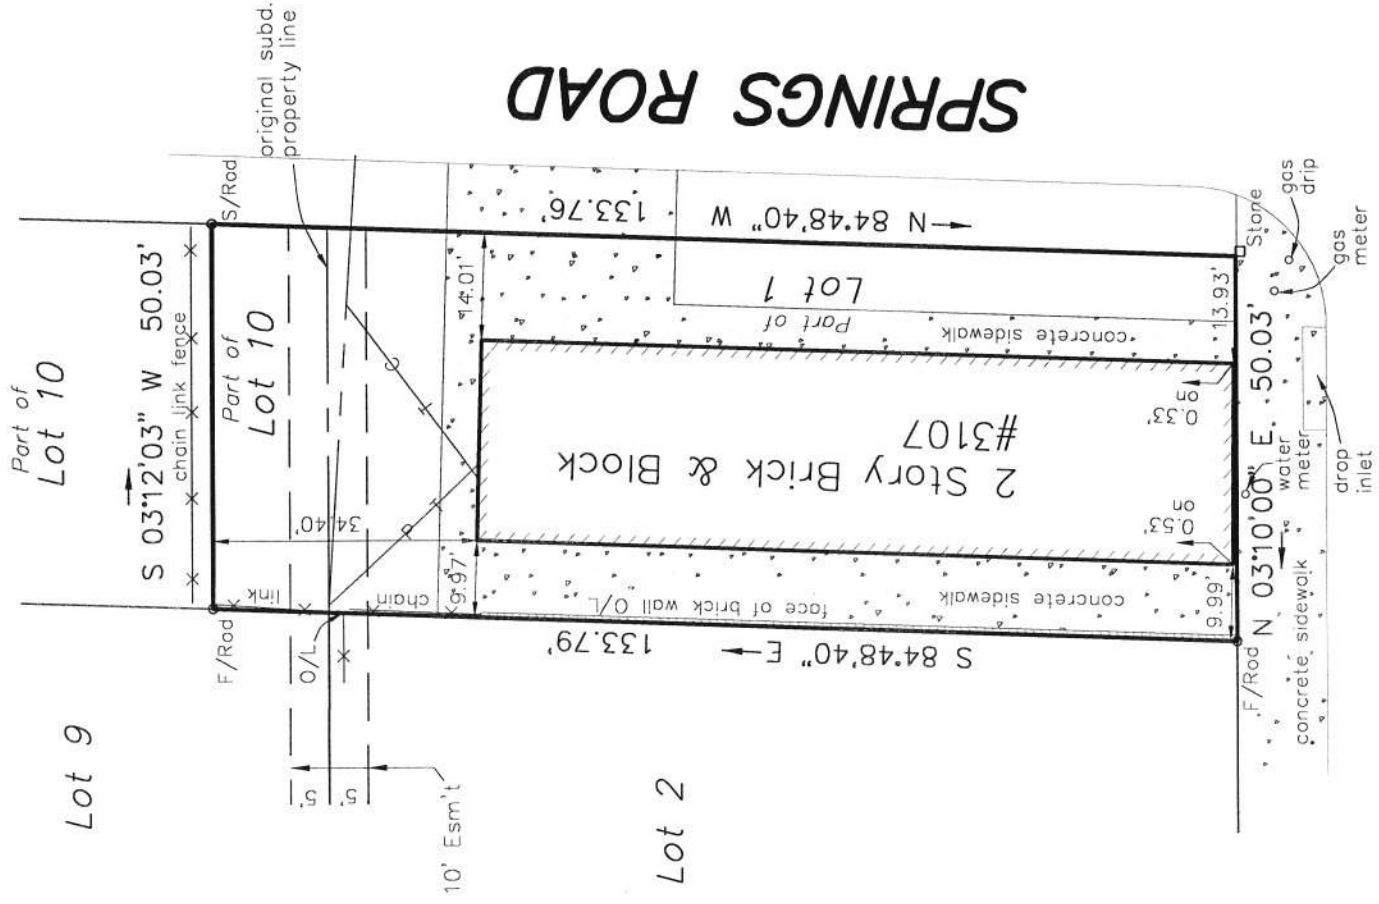 SPRINGS ROAD
original subd.
property line
S/Rod
Part of
Lot 10
S 03°12'03" W 50.03'
chain link fence
Part of
Lot 10
34.40'
F/Rod
link
chain
O/L
Lot 9
5'
5'
10' Esm't
Lot 2
N 84°48'40" W
133.76'
14.01'
Part of
Lot 1
concrete sidewalk
13.93'
2 Story Brick & Block
#3107
0.33'
on
0.53'
on
9.97'
face of brick wall O/L
concrete sidewalk
9.99'
S 84°48'40" E
133.79'
Stone
gas
drip
gas
meter
N 03°10'00" E 50.03'
water
meter
drop
inlet
F/Rod
concrete sidewalk
C
T
T
P